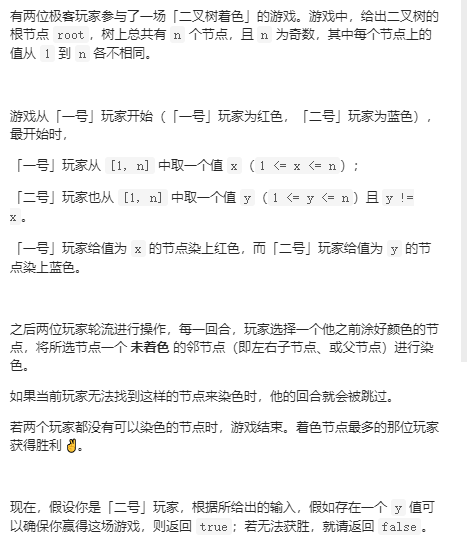 有两位极客玩家参与了一场「二叉树着色」的游戏。游戏中，给出二叉树的
根节点 root，树上总共有 n 个节点，且 n 为奇数，其中每个节点上的
值从 1 到 n 各不相同。
游戏从「一号」玩家开始（「一号」玩家为红色，「二号」玩家为蓝色），
最开始时，
「一号」玩家从 [1, n] 中取一个值 x（1 <= x <= n）；
「二号」玩家也从 [1, n] 中取一个值 y（1 <= y <= n）且 y !=
x。
「一号」玩家给值为 x 的节点染上红色，而「二号」玩家给值为 y 的节
点染上蓝色。
之后两位玩家轮流进行操作，每一回合，玩家选择一个他之前涂好颜色的节
点，将所选节点一个 未着色 的邻节点（即左右子节点、或父节点）进行染
色。
如果当前玩家无法找到这样的节点来染色时，他的回合就会被跳过。
若两个玩家都没有可以染色的节点时，游戏结束。着色节点最多的那位玩家
获得胜利 ✌️。
现在，假设你是「二号」玩家，根据所给出的输入，假如存在一个 y 值可
以确保你赢得这场游戏，则返回 true；若无法获胜，就请返回 false。